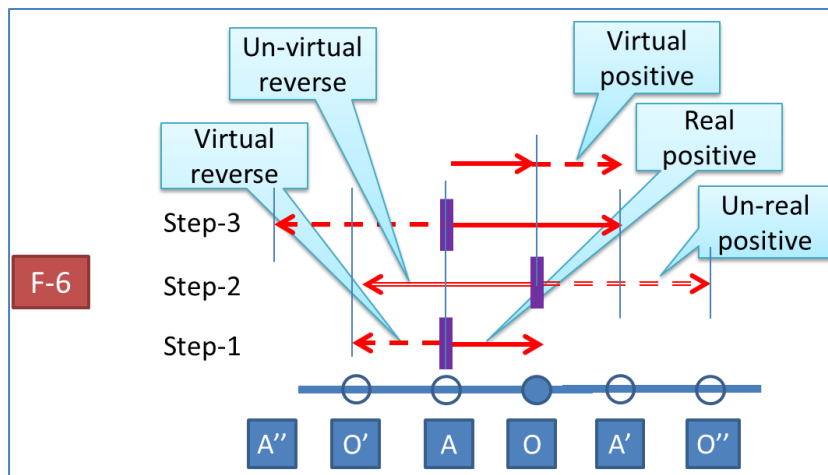 Un-virtual
reverse
Virtual
positive
Virtual
reverse
Real
positive
Un-real
positive
Step-3
F-6
Step-2
Step-1
A''
O'
A
O
A'
O''